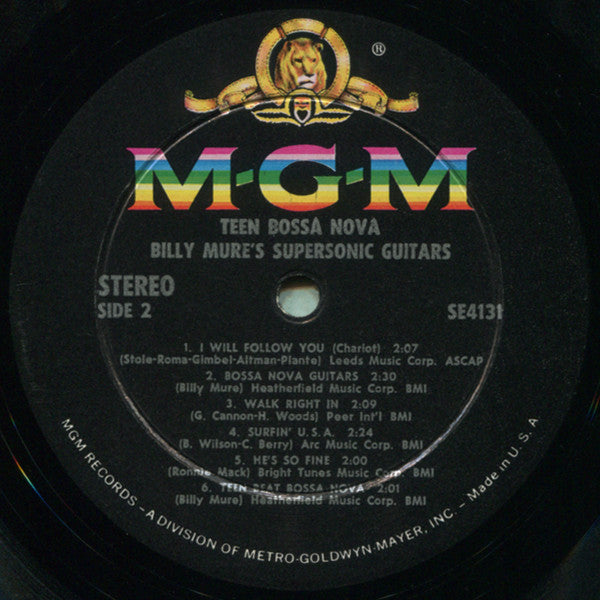 ®
M-G-M
TEEN BOSSA NOVA
BILLY MURE'S SUPERSONIC GUITARS
STEREO
SIDE 2
SE4131
1. I WILL FOLLOW YOU (Chariot) 2:07
(Stole-Roma-Gimbel-Altman-Plante) Leeds Music Corp. ASCAP
2. BOSSA NOVA GUITARS 2:30
(Billy Mure) Heatherfield Music Corp. BMI
3. WALK RIGHT IN 2:09
(G. Cannon-H. Woods) Peer Int'l BMI
4. SURFIN' U.S.A. 2:24
(B. Wilson-C. Berry) Arc Music Corp. BMI
5. HE'S SO FINE 2:00
(Ronnie Mack) Bright Tunes Music Corp. BMI
6. TEEN BEAT BOSSA NOVA 2:01
(Billy Mure) Heatherfield Music Corp. BMI
MGM RECORDS – A DIVISION OF METRO-GOLDWYN-MAYER, INC. – Made in U. S. A